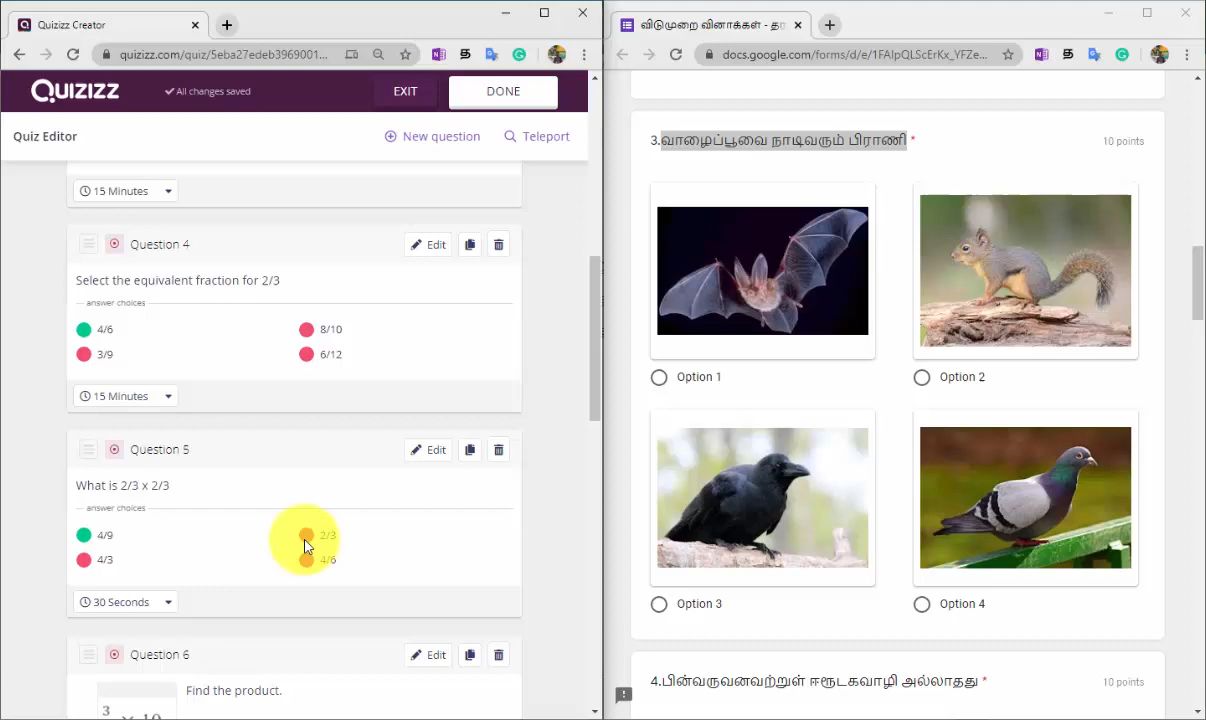 Quizizz Creator
quizizz.com/quiz/5eba27edeb3969001...
QUIZIZZ
All changes saved
EXIT
DONE
Quiz Editor
New question
Teleport
15 Minutes
Question 4
Edit
Select the equivalent fraction for 2/3
answer choices
4/6
8/10
3/9
6/12
15 Minutes
Question 5
Edit
What is 2/3 x 2/3
answer choices
4/9
2/3
4/3
4/6
30 Seconds
Question 6
Edit
Find the product.
விடுமுறை வினாக்கள் - தா
docs.google.com/forms/d/e/1FAIpQLScErKx_YFZe...
3.வாழைப்பூவை நாடிவரும் பிராணி *
10 points
Option 1
Option 2
Option 3
Option 4
4.பின்வருவனவற்றுள் ஈரூடகவாழி அல்லாதது *
10 points